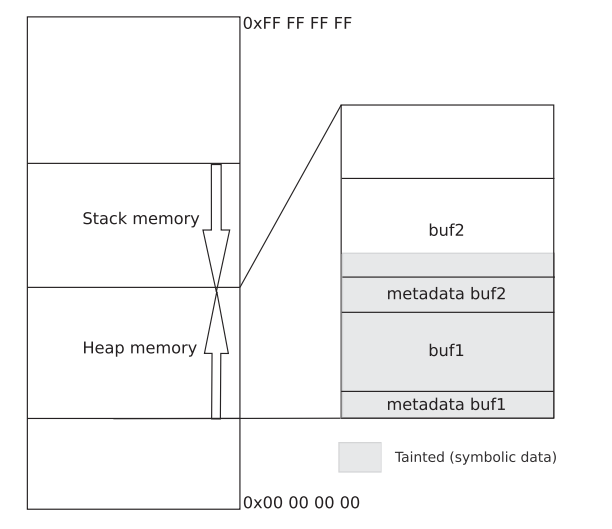 0xFF FF FF FF
Stack memory
Heap memory
0x00 00 00 00
buf2
metadata buf2
buf1
metadata buf1
Tainted (symbolic data)